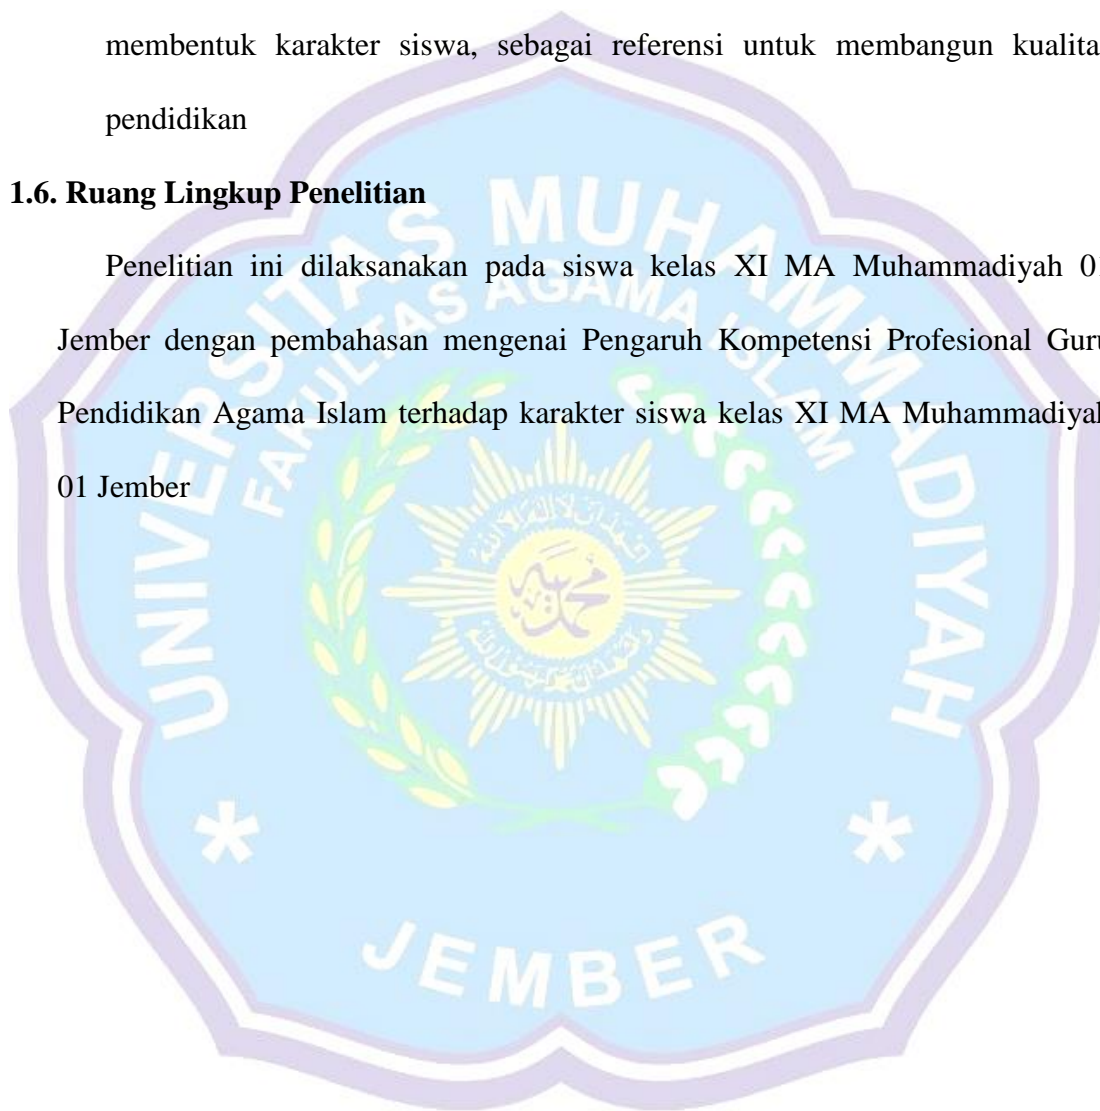 membentuk karakter siswa, sebagai referensi untuk membangun kualita
pendidikan
1.6. Ruang Lingkup Penelitian
Penelitian ini dilaksanakan pada siswa kelas XI MA Muhammadiyah 01
Jember dengan pembahasan mengenai Pengaruh Kompetensi Profesional Guru
Pendidikan Agama Islam terhadap karakter siswa kelas XI MA Muhammadiyah
01 Jember
UNIVERSITAS MUHAMMADIYAH
FAKULTAS AGAMA ISLAM
محمدية
* JEMBER *